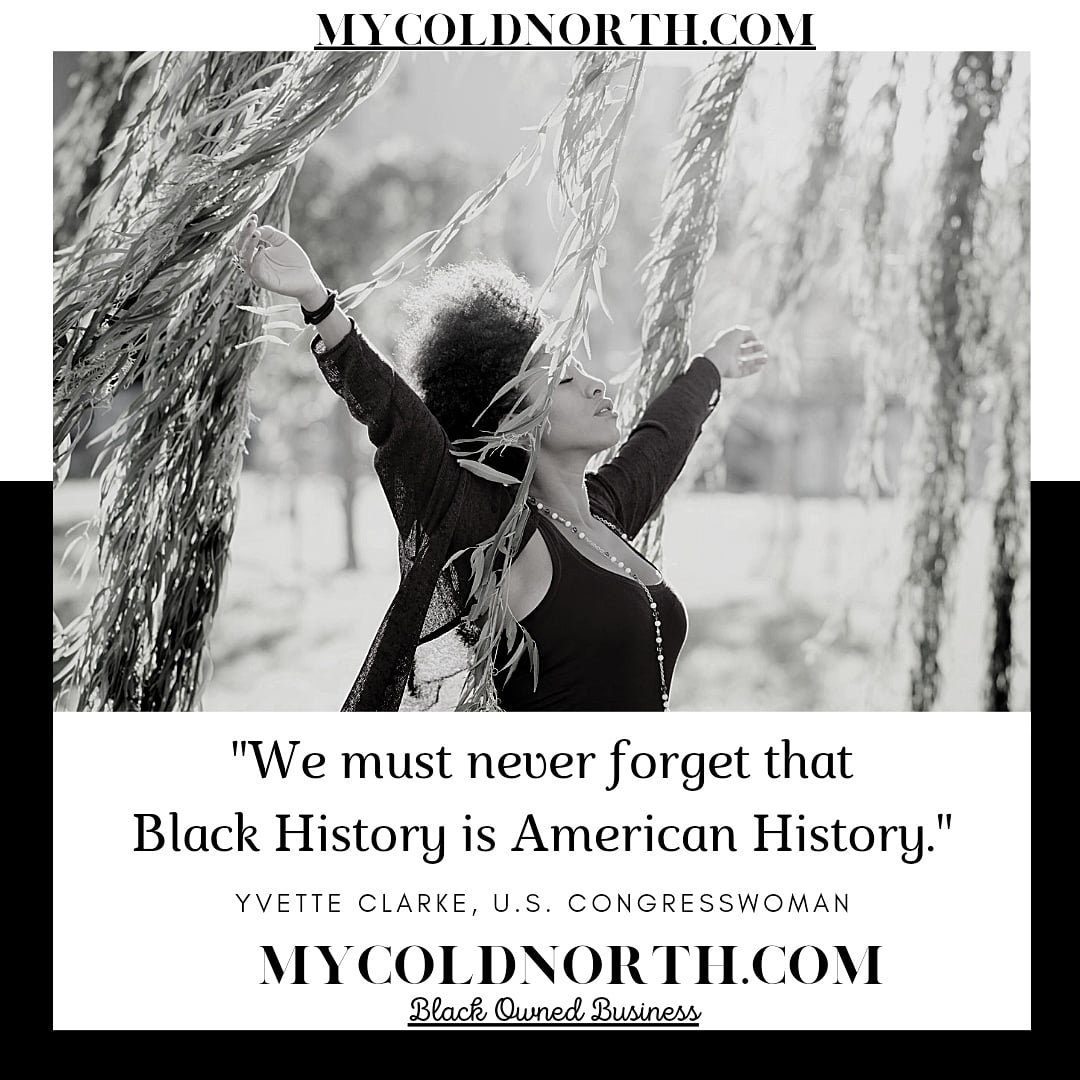 MYCOLDNORTH.COM
"We must never forget that
Black History is American History."
YVETTE CLARKE, U.S. CONGRESSWOMAN
MYCOLDNORTH.COM
Black Owned Business